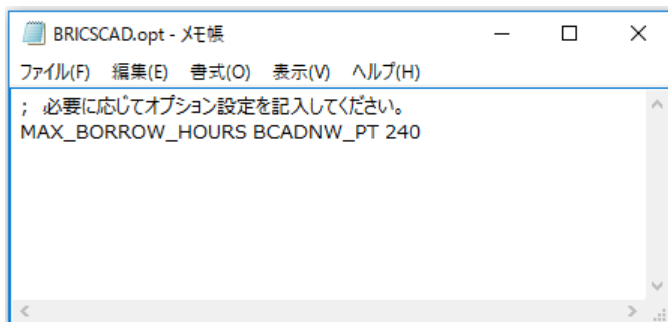 BRICSCAD.opt - メモ帳
ファイル(F) 編集(E) 書式(O) 表示(V) ヘルプ(H)
; 必要に応じてオプション設定を記入してください。
MAX_BORROW_HOURS BCADNW_PT 240